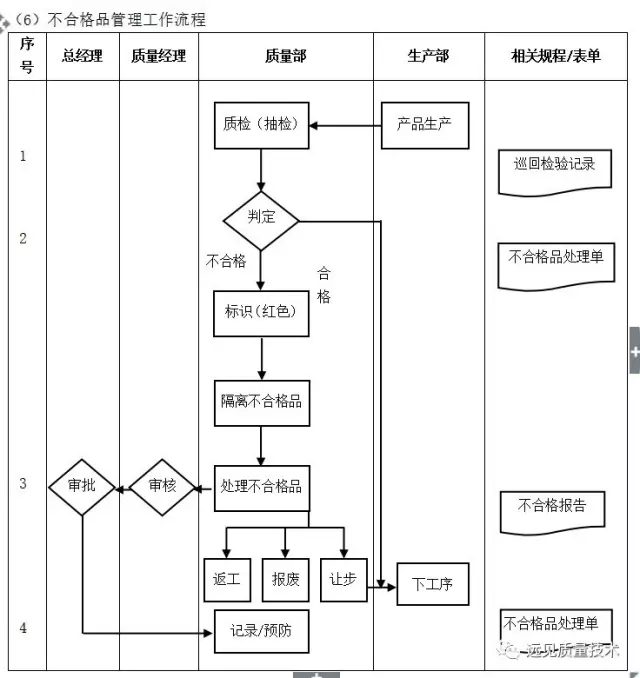 （6）不合格品管理工作流程
序号
总经理
质量经理
质量部
生产部
相关规程/表单
质检（抽检）
产品生产
1
巡回检验记录
判定
2
不合格品处理单
不合格
合格
标识（红色）
隔离不合格品
3
审批
审核
处理不合格品
不合格报告
返工
报废
让步
下工序
4
记录/预防
不合格品处理单
远见质量技术